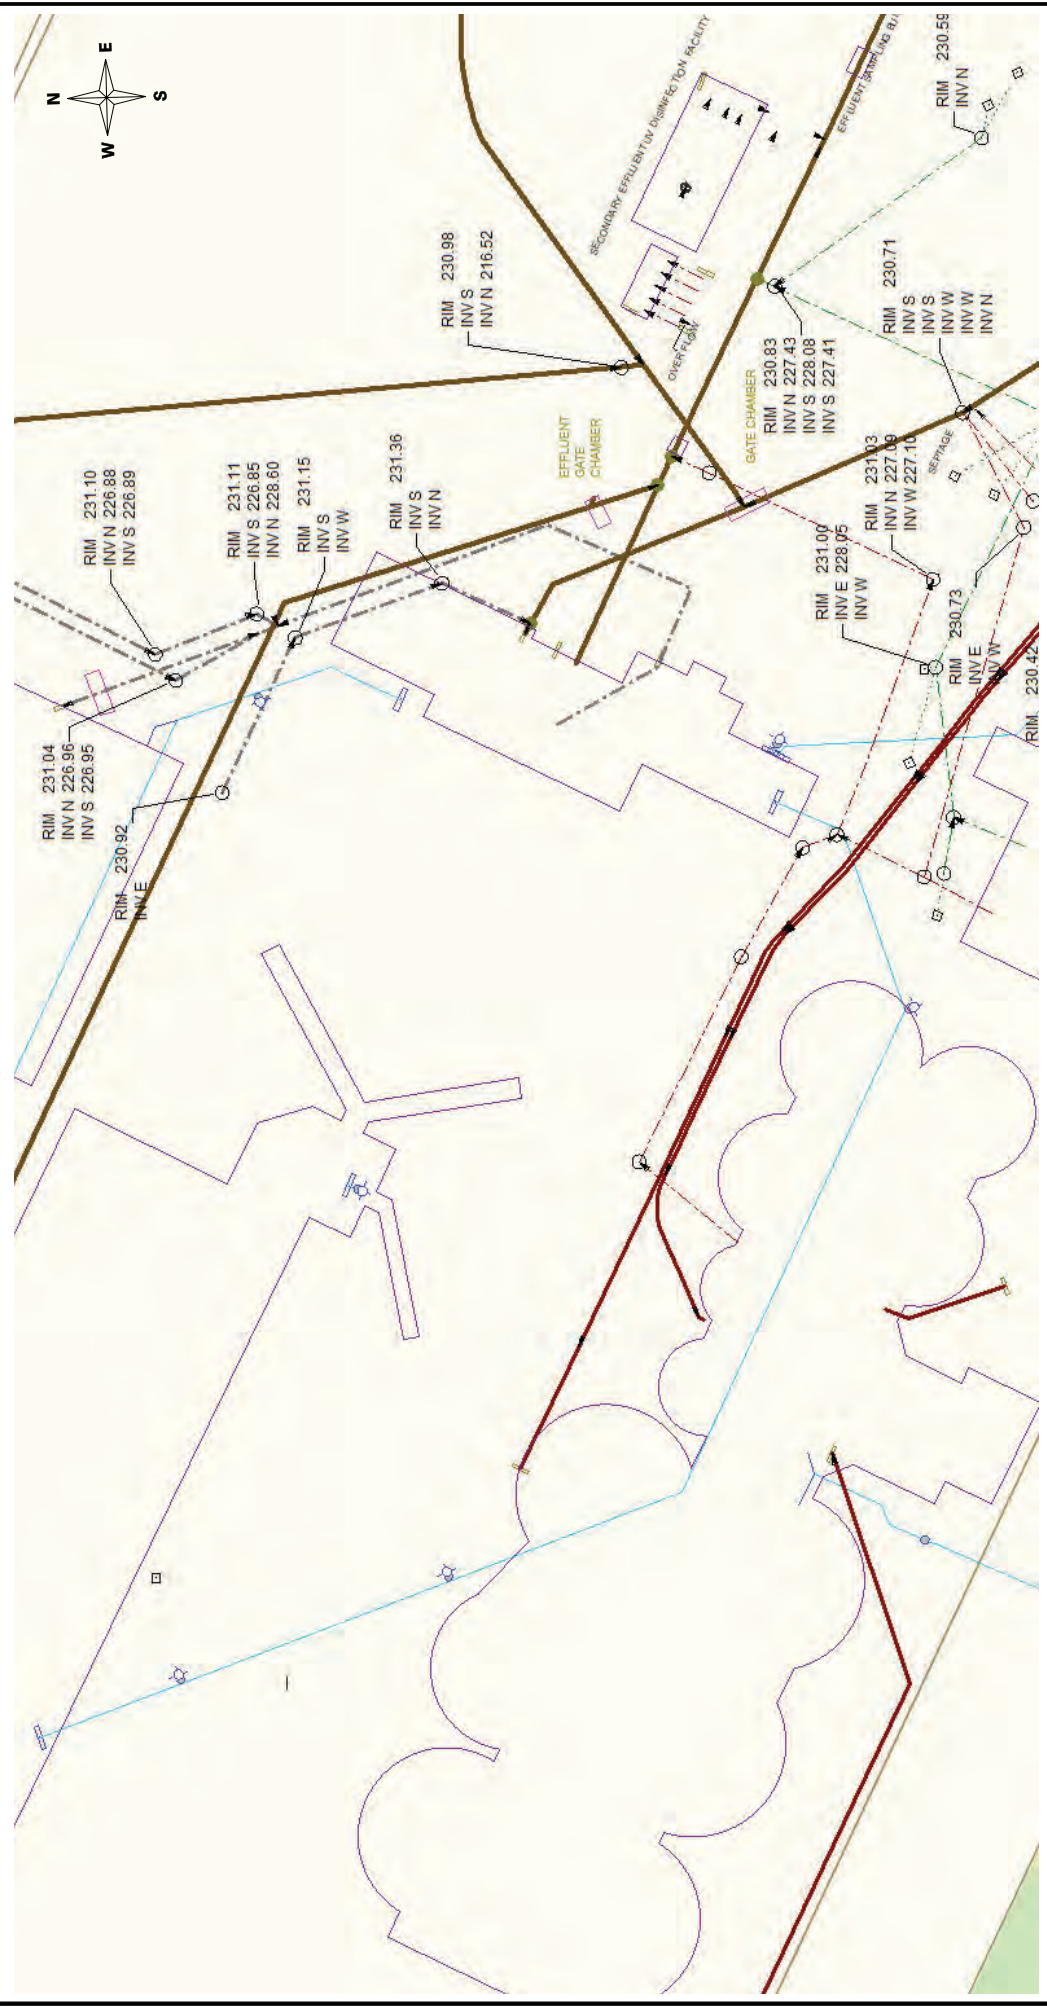 N
E
S
W
SECONDARY EFFLUENT UV DISINFECTION FACILITY
RIM 230.59
INV N
RIM 230.98
INV S
INV N 216.52
OVERFLOW
RIM 230.71
INV S
INV S
INV W
INV W
INV N
RIM 230.83
INV N 227.43
INV S 228.08
INV S 227.41
GATE CHAMBER
EFFLUENT
GATE
CHAMBER
SEPTAGE
RIM 231.36
INV S
INV N
RIM 231.10
INV N 226.88
INV S 226.89
RIM 231.11
INV S 226.85
INV N 228.60
RIM 231.15
INV S
INV W
RIM 231.03
INV N 227.09
INV W 227.10
RIM 231.00
INV E 228.05
INV W
RIM 230.73
INV E
INV W
RIM 230.42
RIM 231.04
INV N 226.96
INV S 226.95
RIM 230.92
INV E
EFFLUENT SAMPLING